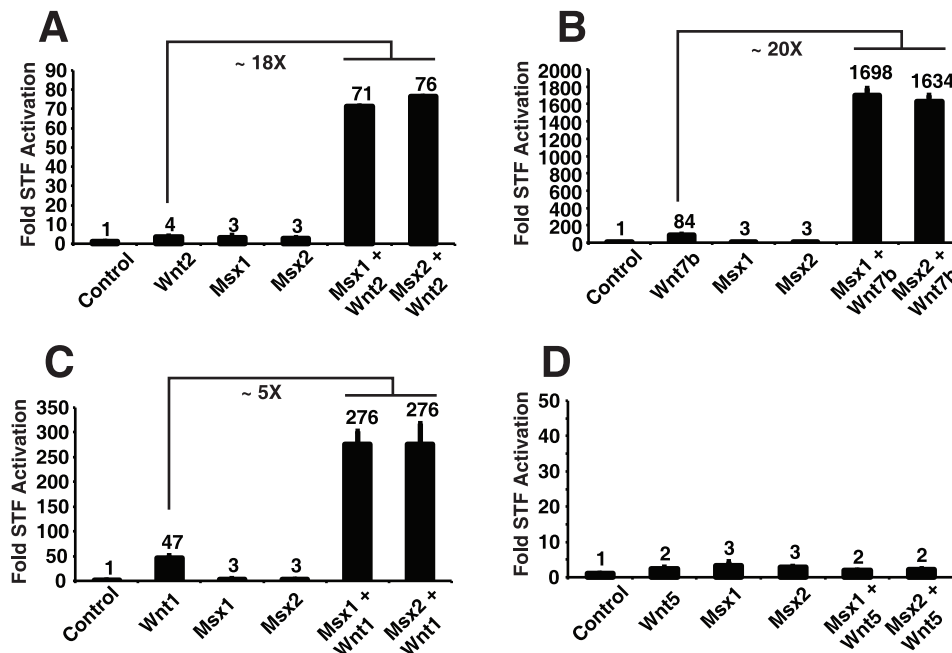 A
~ 18X
Fold STF Activation
90
80
70
60
50
40
30
20
10
0
1
4
3
3
71
76
Control
Wnt2
Msx1
Msx2
Msx1 +
Wnt2
Msx2 +
Wnt2
B
~ 20X
Fold STF Activation
2000
1800
1600
1400
1200
1000
800
600
400
200
0
1
84
3
3
1698
1634
Control
Wnt7b
Msx1
Msx2
Msx1 +
Wnt7b
Msx2 +
Wnt7b
C
~ 5X
Fold STF Activation
350
300
250
200
150
100
50
0
1
47
3
3
276
276
Control
Wnt1
Msx1
Msx2
Msx1 +
Wnt1
Msx2 +
Wnt1
D
Fold STF Activation
50
40
30
20
10
0
1
2
3
3
2
2
Control
Wnt5
Msx1
Msx2
Msx1 +
Wnt5
Msx2 +
Wnt5